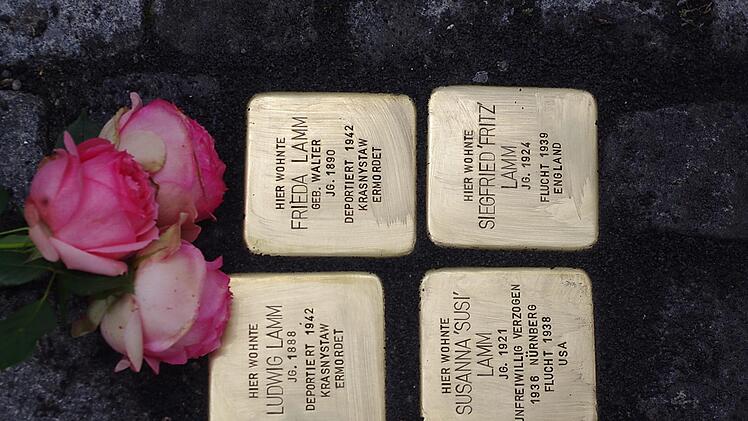 HIER WOHNTE
FRIEDA LAMM
GEB. WALTER
JG. 1890
DEPORTIERT 1942
KRASNYSTAW
ERMORDET
HIER WOHNTE
SIEGFRIED 'FRITZ'
LAMM
JG. 1924
FLUCHT 1939
ENGLAND
HIER WOHNTE
LUDWIG LAMM
JG. 1888
DEPORTIERT 1942
KRASNYSTAW
ERMORDET
HIER WOHNTE
SUSANNA 'SUSI'
LAMM
JG. 1921
UNFREIWILLIG VERZOGEN
1936 NÜRNBERG
FLUCHT 1938
USA